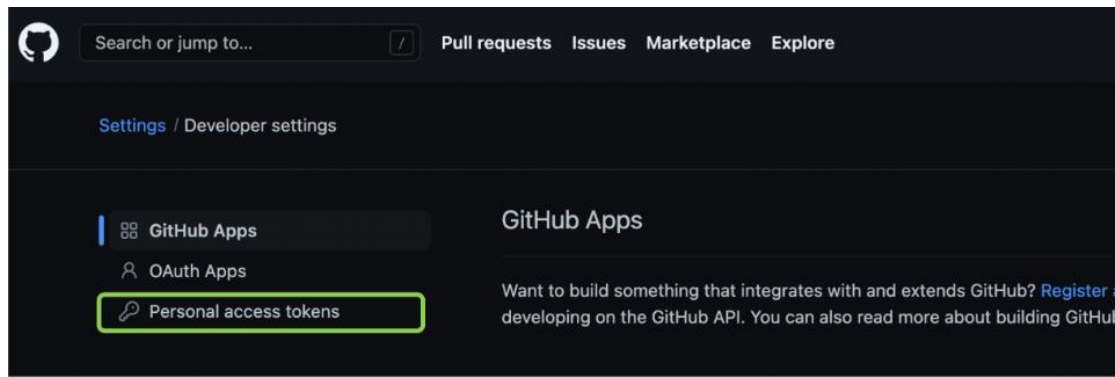 Search or jump to... /
Pull requests Issues Marketplace Explore
Settings / Developer settings
GitHub Apps
OAuth Apps
Personal access tokens
GitHub Apps
Want to build something that integrates with and extends GitHub? Register
developing on the GitHub API. You can also read more about building